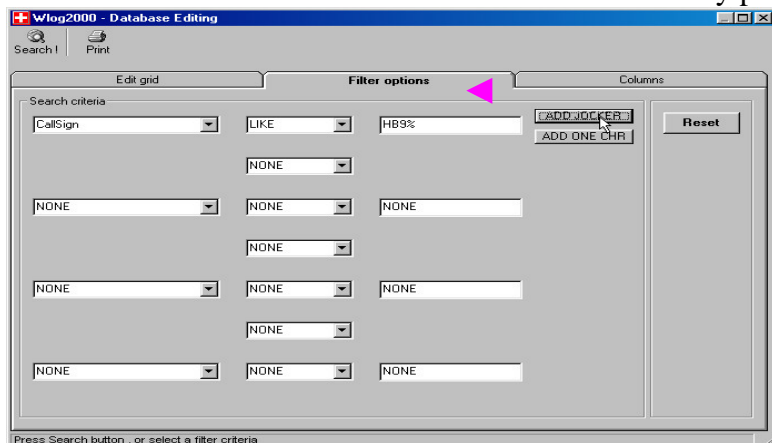 y p
Wlog2000 - Database Editing
Search ! Print
Edit grid Filter options Columns
Search criteria
CallSign LIKE HB9% ADD JOCKER Reset
ADD ONE CHR
NONE
NONE NONE NONE
NONE
NONE NONE NONE
NONE
NONE NONE NONE
Press Search button , or select a filter criteria